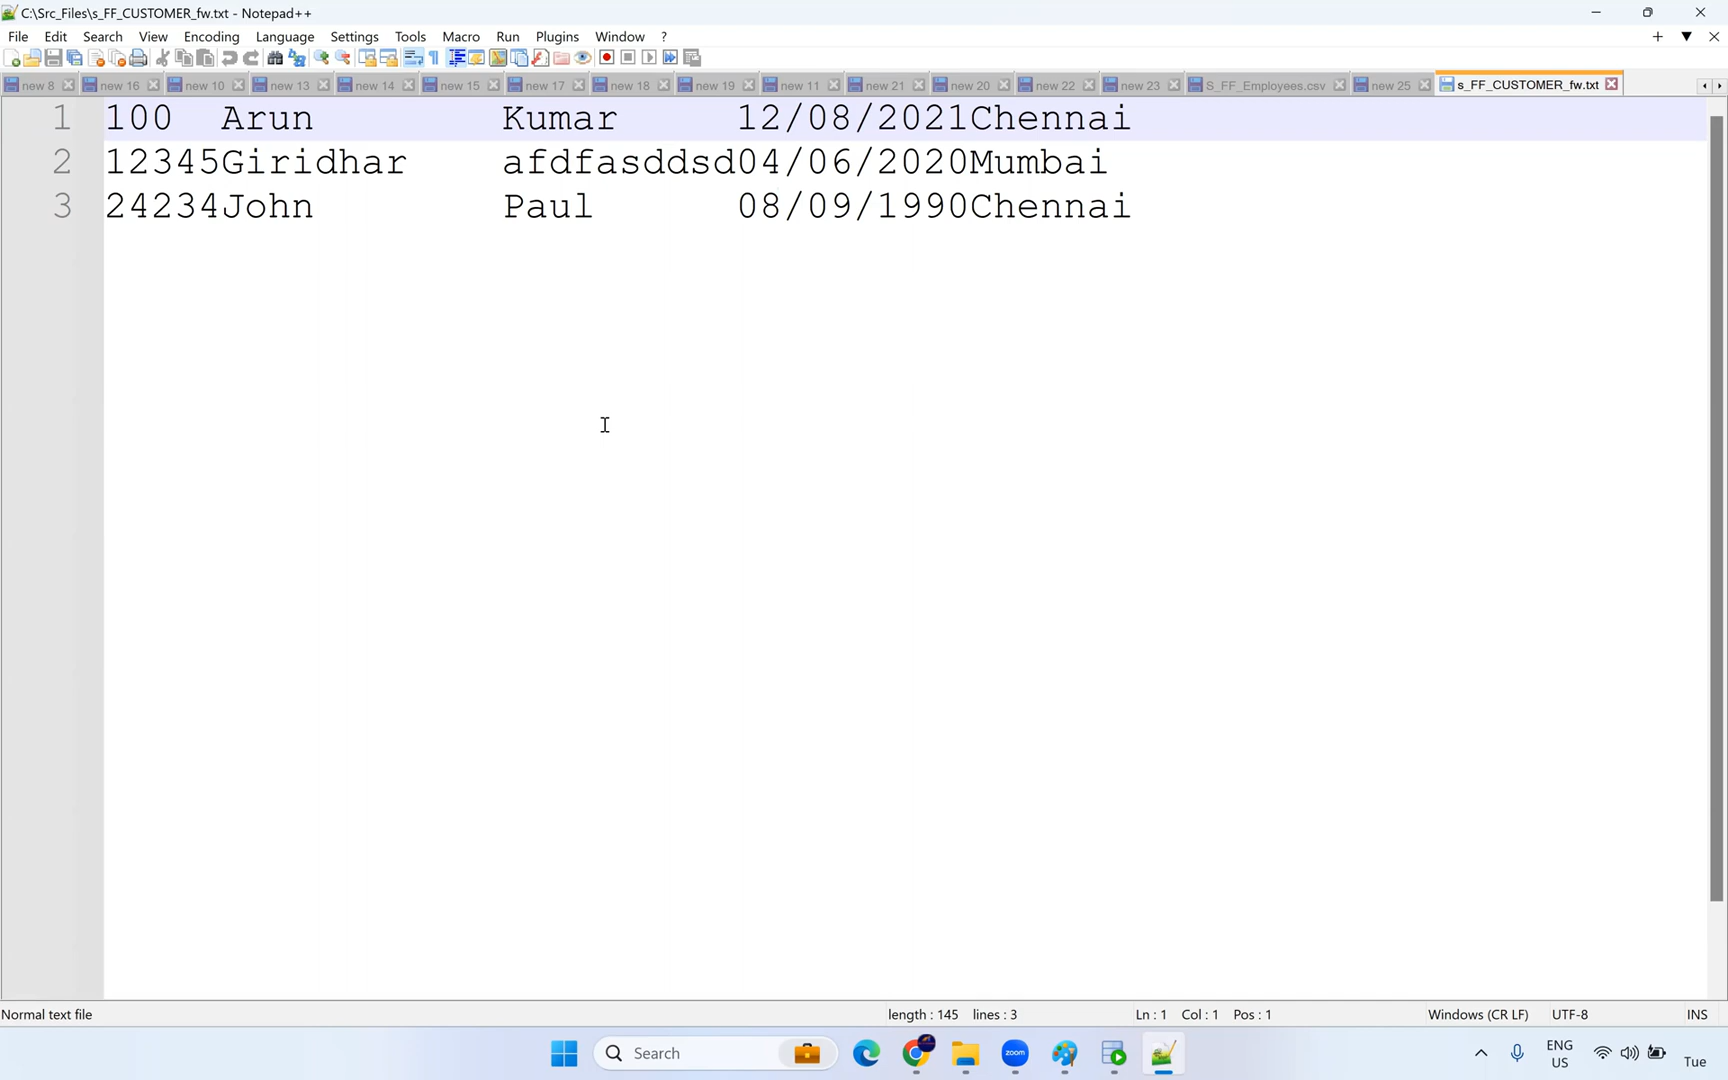 C:\Src_Files\s_FF_CUSTOMER_fw.txt - Notepad++
File Edit Search View Encoding Language Settings Tools Macro Run Plugins Window ?
new 8 new 16 new 10 new 13 new 14 new 15 new 17 new 18 new 19 new 11 new 21 new 20 new 22 new 23 S_FF_Employees.csv new 25 s_FF_CUSTOMER_fw.txt
1 100  Arun        Kumar     12/08/2021Chennai
2 12345Giridhar    afdfasddsd04/06/2020Mumbai
3 24234John        Paul      08/09/1990Chennai
Normal text file length : 145 lines : 3 Ln : 1 Col : 1 Pos : 1 Windows (CR LF) UTF-8 INS
Search zoom ENG US Tue